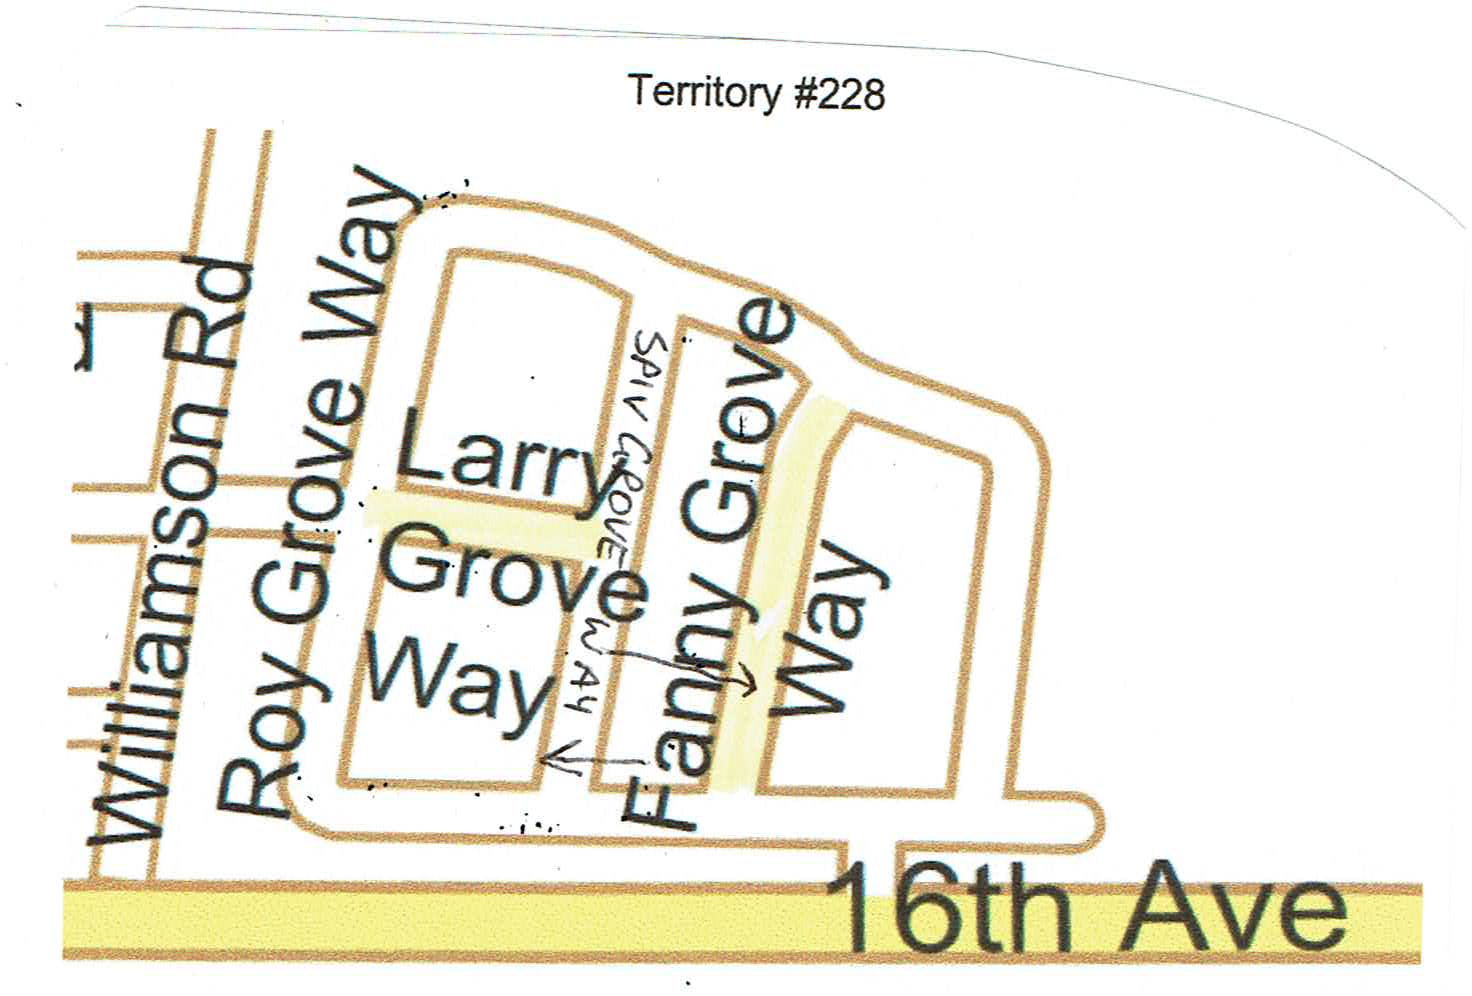 Territory #228
Williamson Rd
Roy Grove Way
Larry
Grove
Way
SPIV GROVE WAY
Fanny Grove
Way
16th Ave